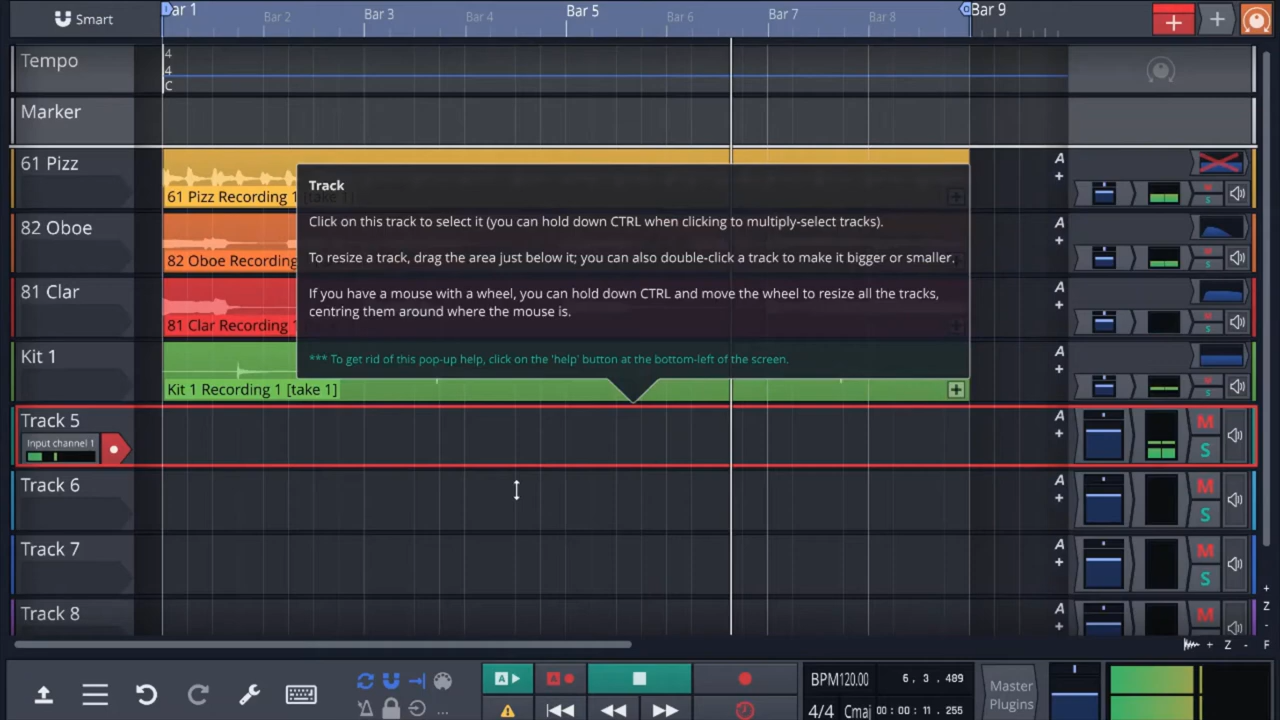 Smart
Bar 1
Bar 2
Bar 3
Bar 4
Bar 5
Bar 6
Bar 7
Bar 8
Bar 9
Tempo
4
4
C
Marker
61 Pizz
61 Pizz Recording 1 [take 1]
A
82 Oboe
82 Oboe Recording
A
81 Clar
81 Clar Recording 1
A
Kit 1
Kit 1 Recording 1 [take 1]
A
Track
Click on this track to select it (you can hold down CTRL when clicking to multiply-select tracks).
To resize a track, drag the area just below it; you can also double-click a track to make it bigger or smaller.
If you have a mouse with a wheel, you can hold down CTRL and move the wheel to resize all the tracks,
centring them around where the mouse is.
*** To get rid of this pop-up help, click on the 'help' button at the bottom-left of the screen.
Track 5
Input channel 1
A
M
S
Track 6
A
M
S
Track 7
A
M
S
Track 8
A
M
+ Z - F
+
Z
-
A
A
BPM 120.00
6, 3, 489
4/4 Cmaj 00 : 00 : 11 . 255
Master
Plugins